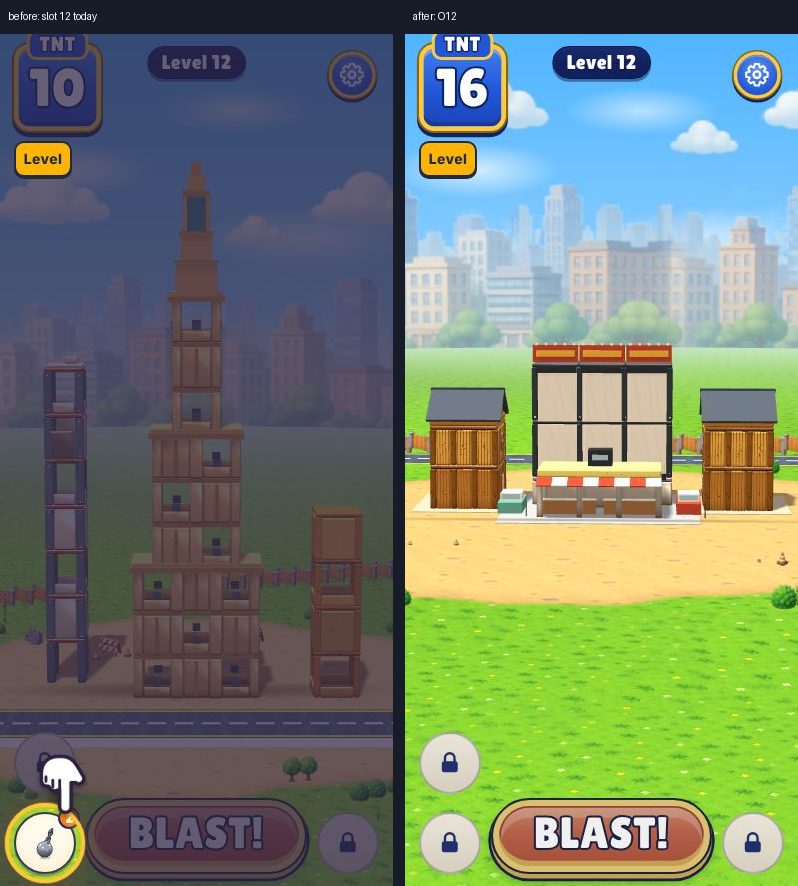 before: slot 12 today
after: O12
TNT
10
Level 12
Level
BLAST!
TNT
16
Level 12
Level
BLAST!